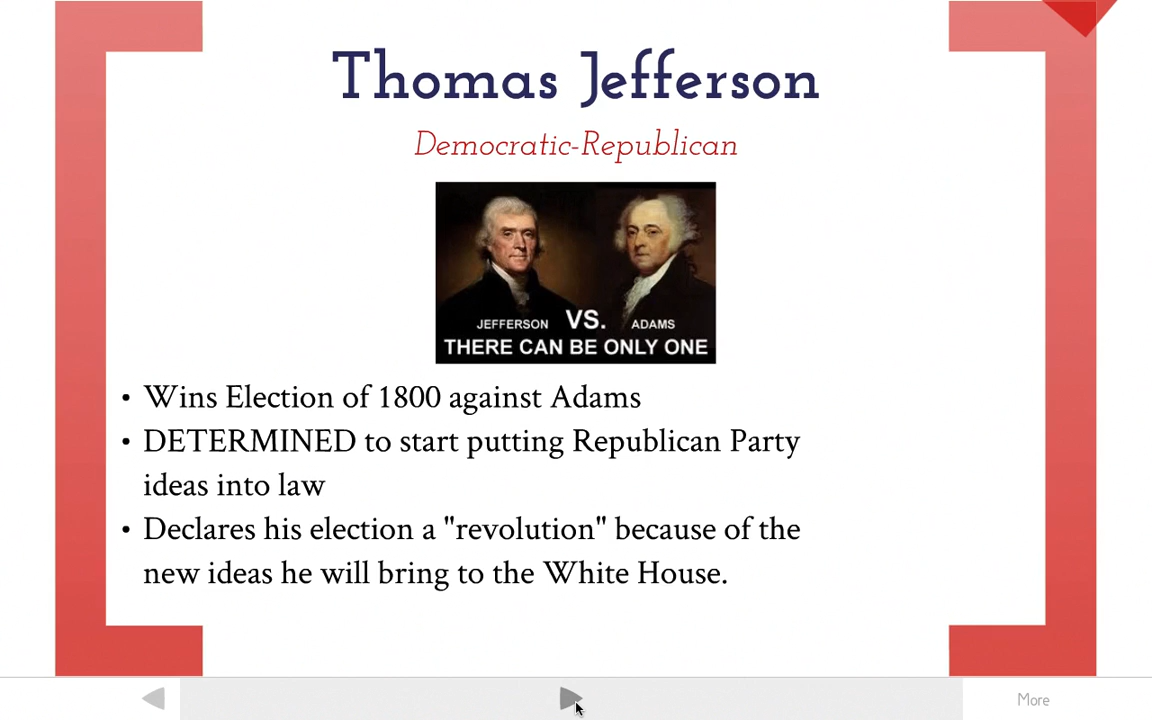 Thomas Jefferson
Democratic-Republican
JEFFERSON VS. ADAMS
THERE CAN BE ONLY ONE
• Wins Election of 1800 against Adams
• DETERMINED to start putting Republican Party
ideas into law
• Declares his election a "revolution" because of the
new ideas he will bring to the White House.
More